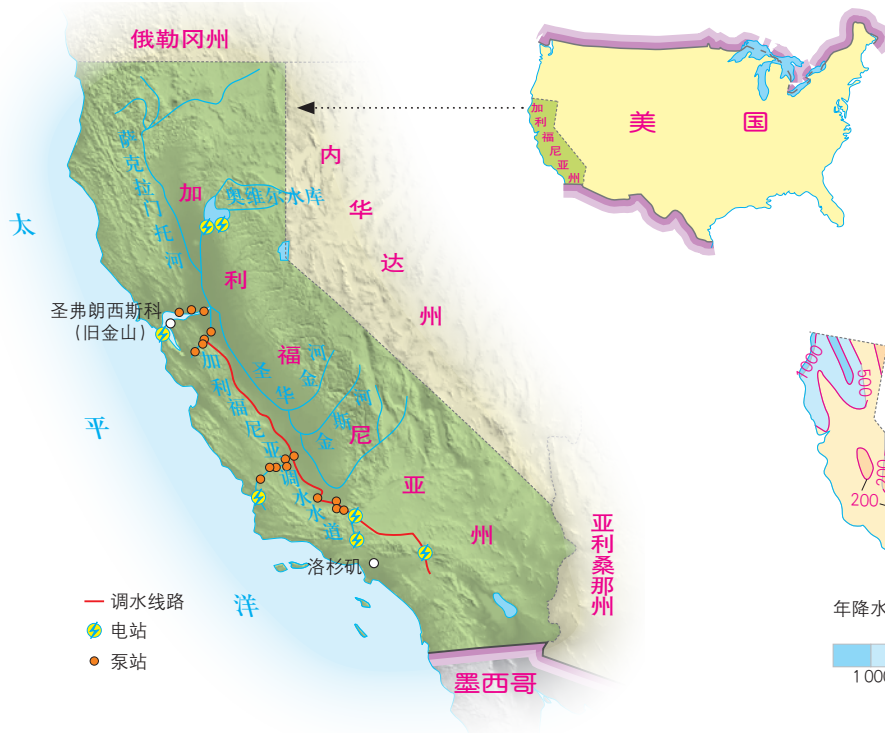 俄勒冈州
美国
加利福尼亚州
内华达州
太平洋
萨克拉门托河
奥维尔水库
加利福尼亚州
圣弗朗西斯科
(旧金山)
加利福尼亚调水水道
圣华金河
金斯河
洛杉矶
亚利桑那州
墨西哥
调水线路
电站
泵站
1000
500
200
200
年降水
1000